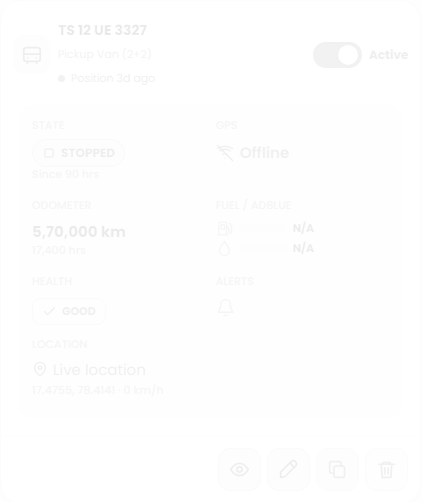 TS 12 UE 3327
Pickup Van (2+2)
Position 3d ago
Active
STATE
STOPPED
Since 90 hrs
GPS
Offline
ODOMETER
5,70,000 km
17,400 hrs
FUEL / ADBLUE
N/A
N/A
HEALTH
GOOD
ALERTS
LOCATION
Live location
17.4795, 78.4141 · 0 km/h